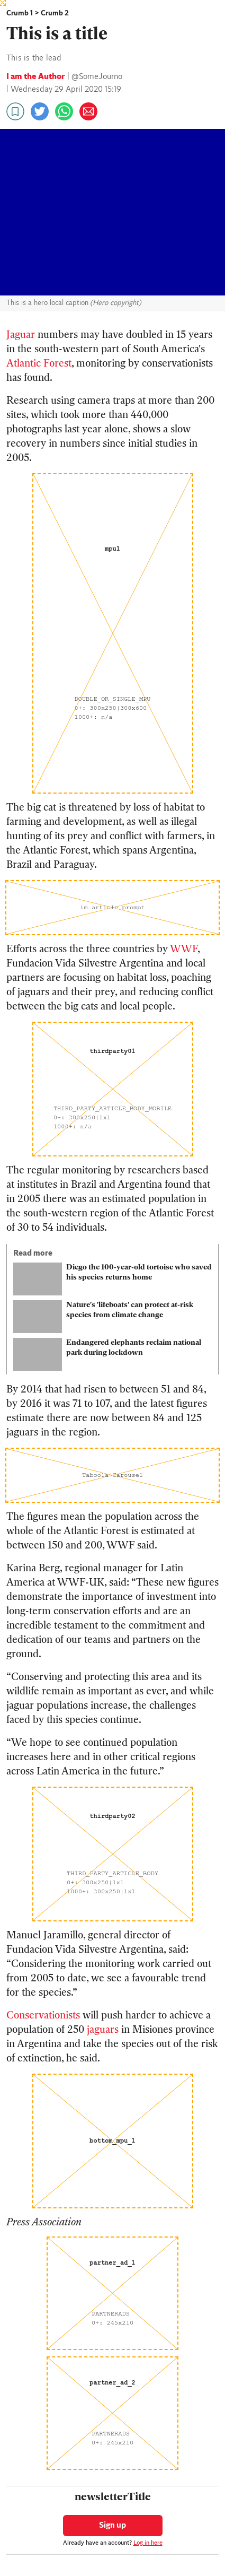 Crumb 1 > Crumb 2
This is a title
This is the lead
I am the Author | @SomeJourno
| Wednesday 29 April 2020 15:19
This is a hero local caption (Hero copyright)
Jaguar numbers may have doubled in 15 years
in the south-western part of South America's
Atlantic Forest, monitoring by conservationists
has found.
Research using camera traps at more than 200
sites, which took more than 440,000
photographs last year alone, shows a slow
recovery in numbers since initial studies in
2005.
mpu1
DOUBLE_OR_SINGLE_MPU
0+: 300x250|300x600
1000+: n/a
The big cat is threatened by loss of habitat to
farming and development, as well as illegal
hunting of its prey and conflict with farmers, in
the Atlantic Forest, which spans Argentina,
Brazil and Paraguay.
im article prompt
Efforts across the three countries by WWF,
Fundacion Vida Silvestre Argentina and local
partners are focusing on habitat loss, poaching
of jaguars and their prey, and reducing conflict
between the big cats and local people.
thirdparty01
THIRD_PARTY_ARTICLE_BODY_MOBILE
0+: 300x250|1x1
1000+: n/a
The regular monitoring by researchers based
at institutes in Brazil and Argentina found that
in 2005 there was an estimated population in
the south-western region of the Atlantic Forest
of 30 to 54 individuals.
Read more
Diego the 100-year-old tortoise who saved
his species returns home
Nature's 'lifeboats' can protect at-risk
species from climate change
Endangered elephants reclaim national
park during lockdown
By 2014 that had risen to between 51 and 84,
by 2016 it was 71 to 107, and the latest figures
estimate there are now between 84 and 125
jaguars in the region.
Taboola Carousel
The figures mean the population across the
whole of the Atlantic Forest is estimated at
between 150 and 200, WWF said.
Karina Berg, regional manager for Latin
America at WWF-UK, said: “These new figures
demonstrate the importance of investment into
long-term conservation efforts and are an
incredible testament to the commitment and
dedication of our teams and partners on the
ground.
“Conserving and protecting this area and its
wildlife remain as important as ever, and while
jaguar populations increase, the challenges
faced by this species continue.
“We hope to see continued population
increases here and in other critical regions
across Latin America in the future.”
thirdparty02
THIRD_PARTY_ARTICLE_BODY
0+: 300x250|1x1
1000+: 300x250|1x1
Manuel Jaramillo, general director of
Fundacion Vida Silvestre Argentina, said:
“Considering the monitoring work carried out
from 2005 to date, we see a favourable trend
for the species.”
Conservationists will push harder to achieve a
population of 250 jaguars in Misiones province
in Argentina and take the species out of the risk
of extinction, he said.
bottom_mpu_1
Press Association
partner_ad_1
PARTNERADS
0+: 245x210
partner_ad_2
PARTNERADS
0+: 245x210
newsletterTitle
Sign up
Already have an account? Log in here